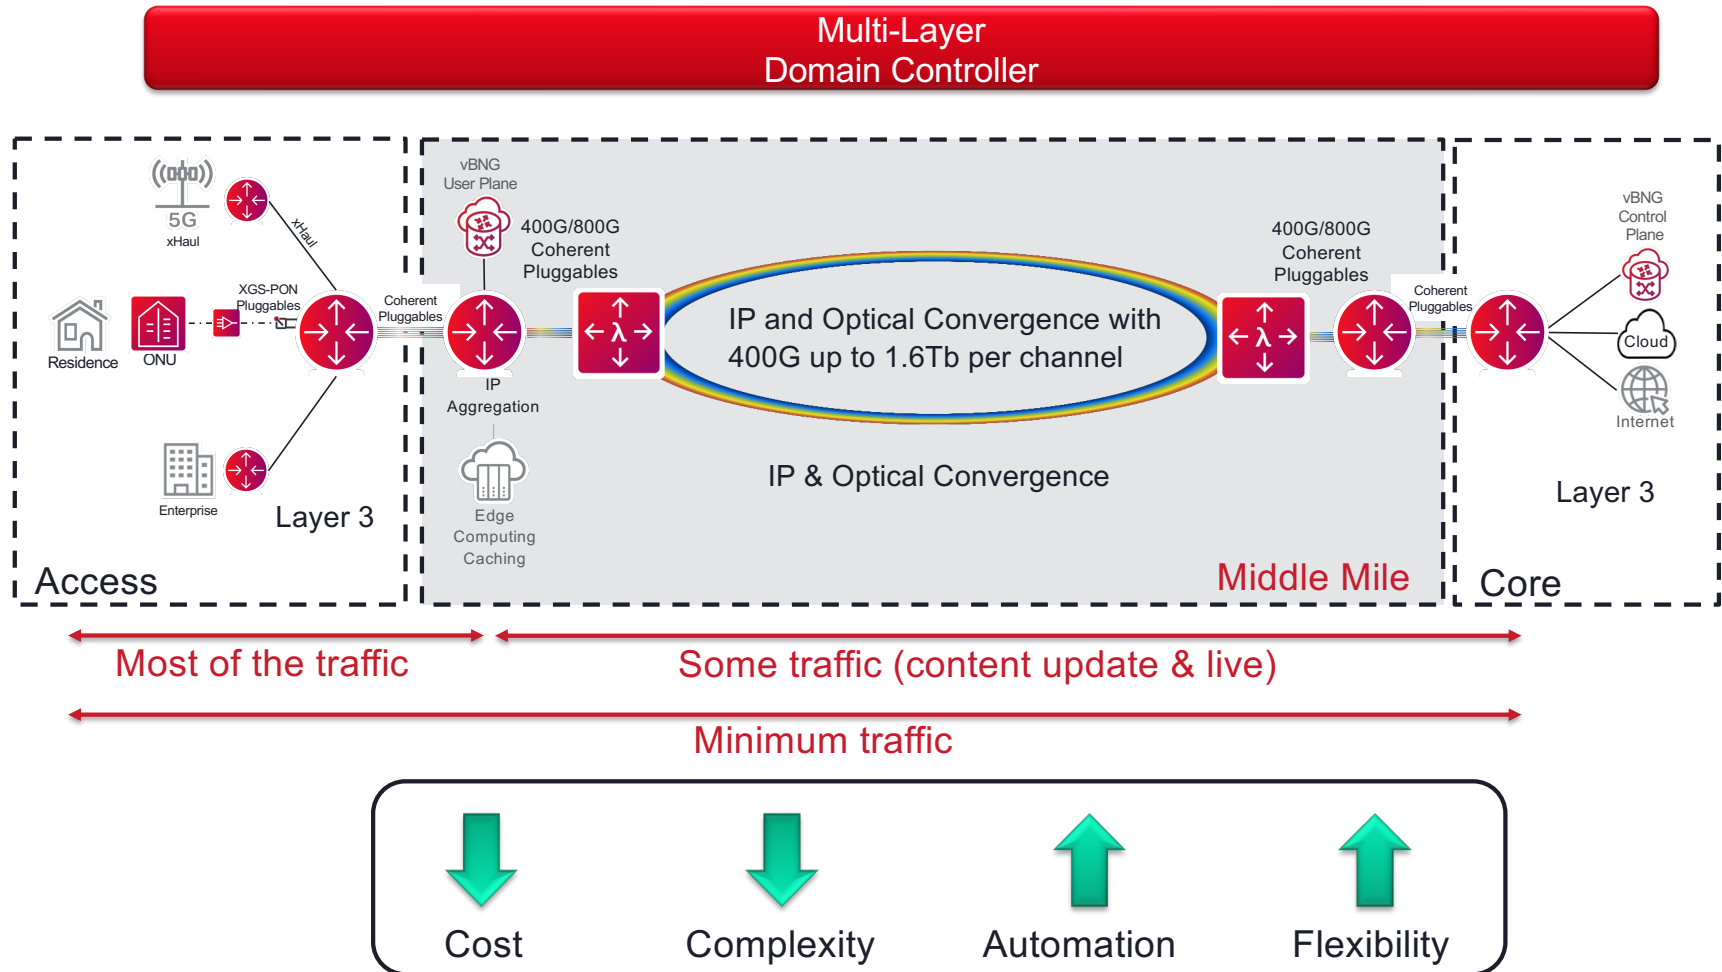 Multi-Layer
Domain Controller
5G
xHaul
xHaul
XGS-PON
Pluggables
Residence
ONU
Enterprise
Layer 3
Access
Coherent
Pluggables
vBNG
User Plane
400G/800G
Coherent
Pluggables
λ
IP
Aggregation
Edge
Computing
Caching
IP and Optical Convergence with
400G up to 1.6Tb per channel
IP & Optical Convergence
400G/800G
Coherent
Pluggables
λ
Middle Mile
Coherent
Pluggables
vBNG
Control
Plane
Cloud
Internet
Layer 3
Core
Most of the traffic
Some traffic (content update & live)
Minimum traffic
Cost
Complexity
Automation
Flexibility